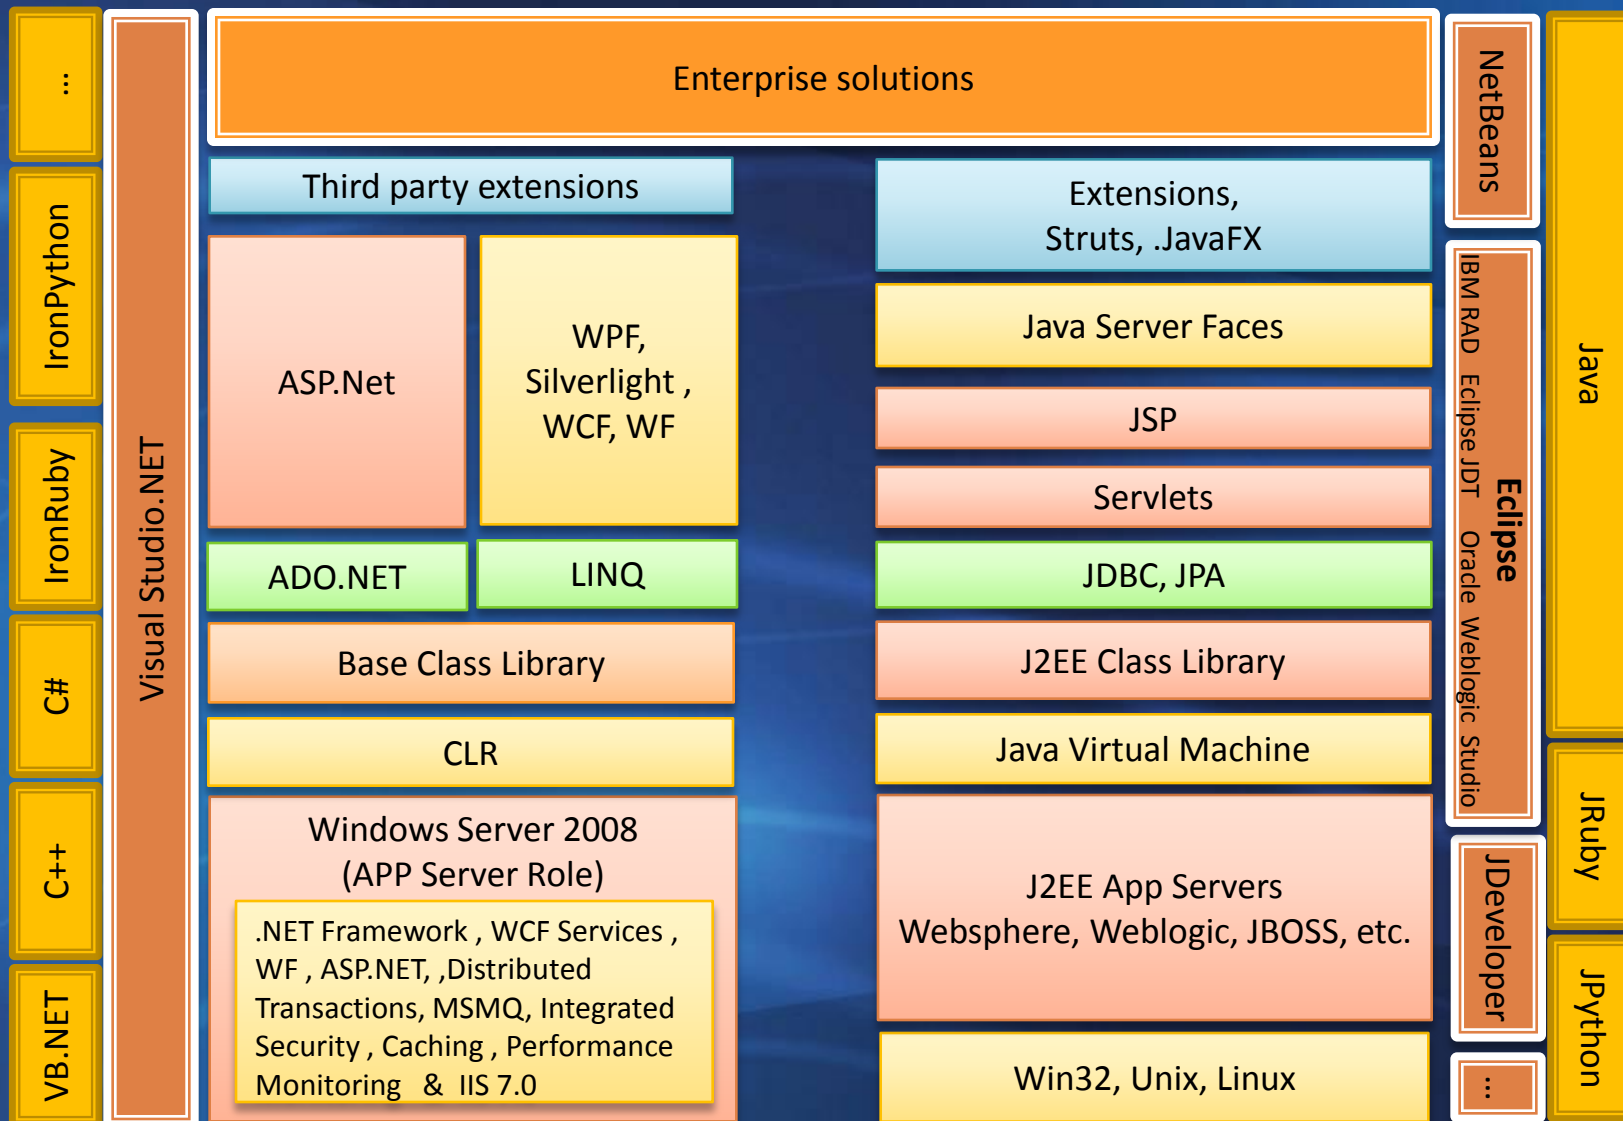 ...
IronPython
IronRuby
C#
C++
VB.NET
Visual Studio.NET
Enterprise solutions
Third party extensions
ASP.Net
WPF,
Silverlight ,
WCF, WF
ADO.NET
LINQ
Base Class Library
CLR
Windows Server 2008
(APP Server Role)
.NET Framework , WCF Services ,
WF , ASP.NET, ,Distributed
Transactions, MSMQ, Integrated
Security , Caching , Performance
Monitoring & IIS 7.0
Extensions,
Struts, .JavaFX
Java Server Faces
JSP
Servlets
JDBC, JPA
J2EE Class Library
Java Virtual Machine
J2EE App Servers
Websphere, Weblogic, JBOSS, etc.
Win32, Unix, Linux
NetBeans
Eclipse
IBM RAD Eclipse JDT Oracle Weblogic Studio
JDeveloper
...
Java
JRuby
JPython